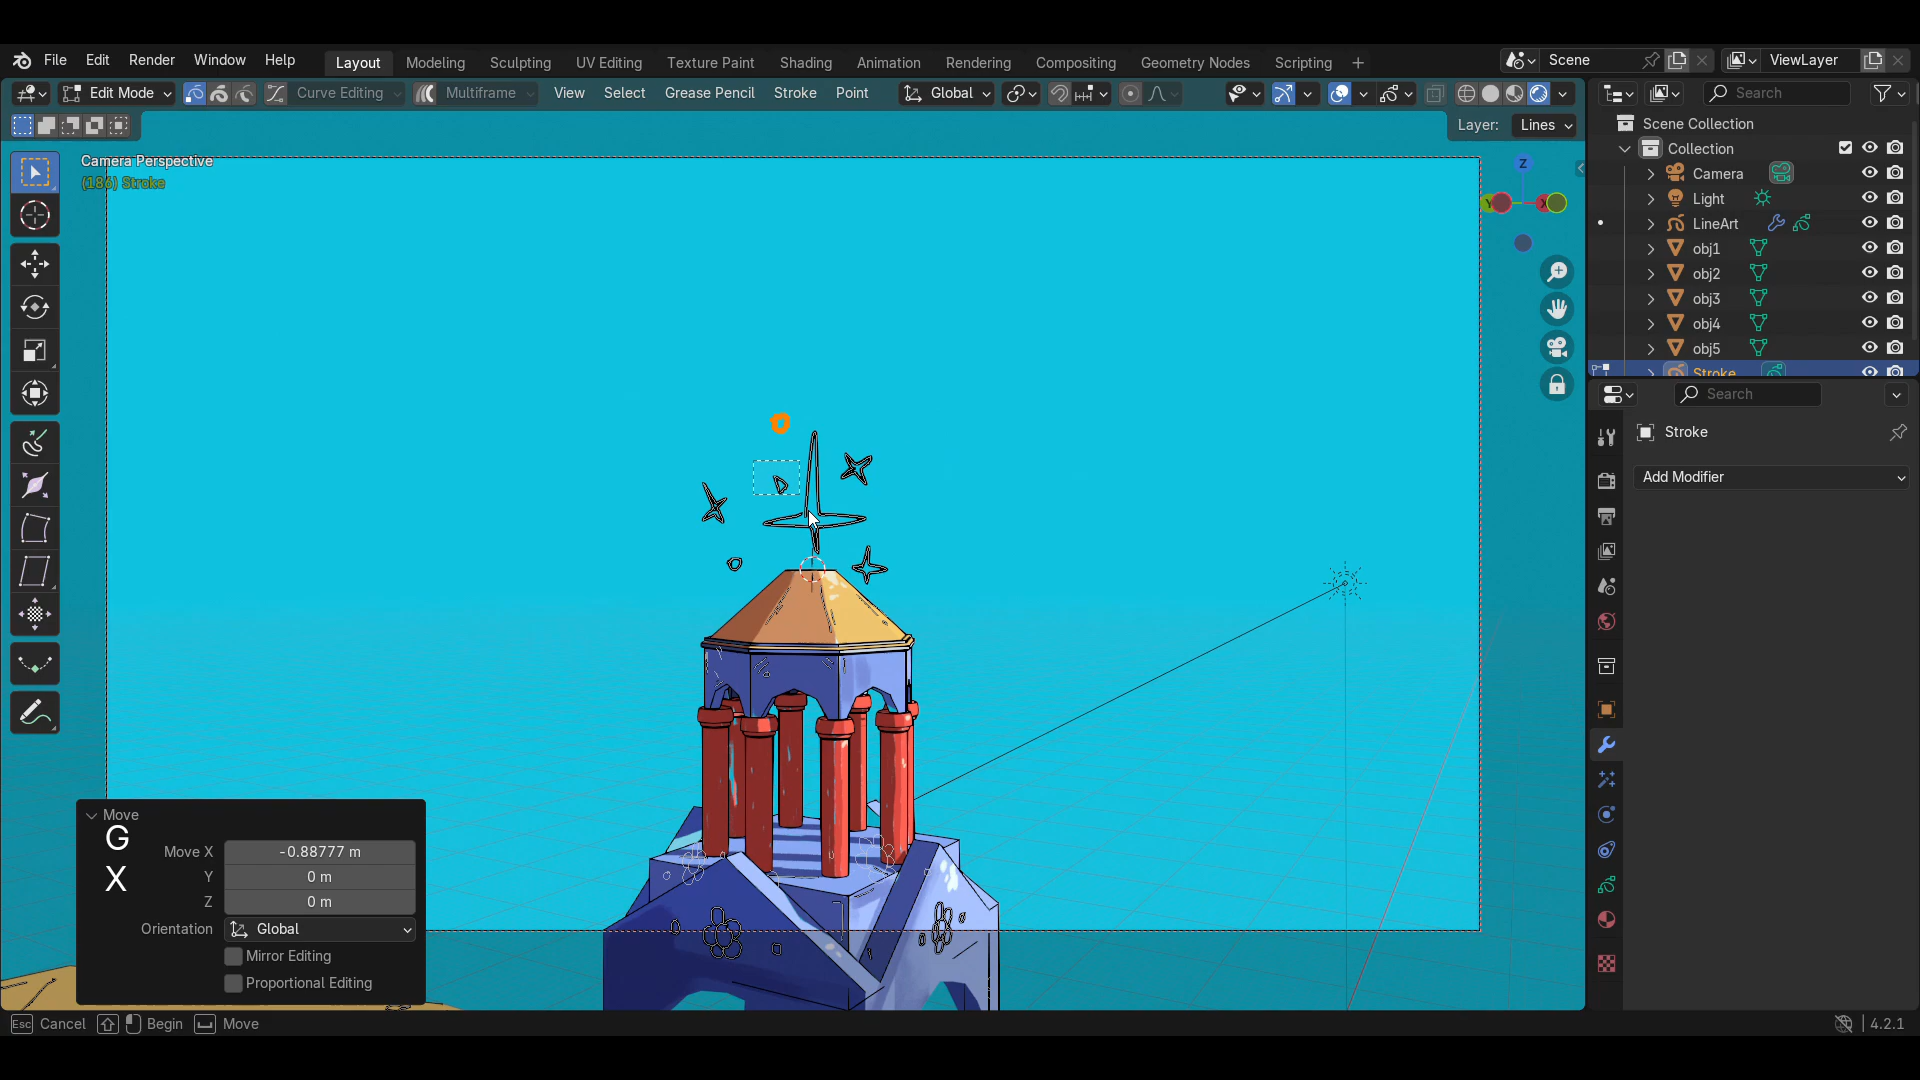 File Edit Render Window Help
Layout Modeling Sculpting UV Editing Texture Paint Shading Animation Rendering Compositing Geometry Nodes Scripting +
Scene
ViewLayer
Edit Mode
Curve Editing
Multiframe
View Select Grease Pencil Stroke Point
Global
Search
Layer: Lines
Camera Perspective
(186) Stroke
Z
Y
X
Scene Collection
Collection
Camera
Light
LineArt
obj1
obj2
obj3
obj4
obj5
Stroke
Search
Stroke
Add Modifier
Move
G
X
Move X -0.88777 m
Y 0 m
Z 0 m
Orientation Global
Mirror Editing
Proportional Editing
Esc Cancel Begin Move
4.2.1